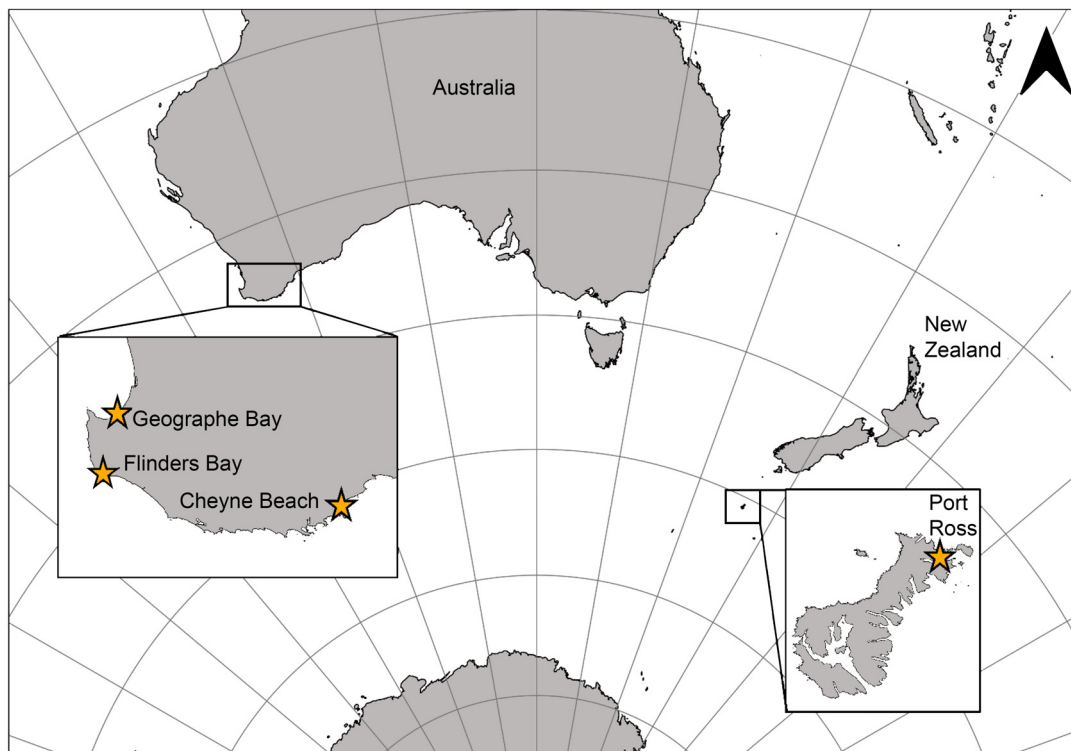 Australia
New
Zealand
Geographe Bay
Flinders Bay
Cheyne Beach
Port
Ross